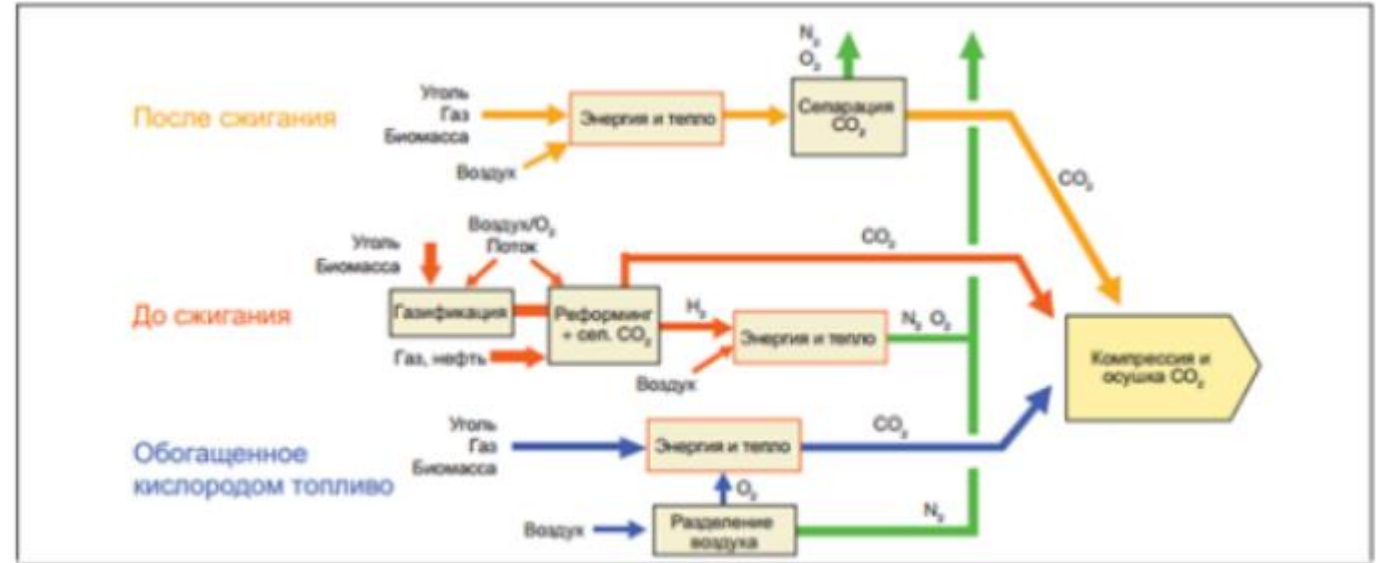 N₂
O₂
После сжигания
Уголь
Газ
Биомасса
Воздух
Энергия и тепло
Сепарация
CO₂
CO₂
До сжигания
Уголь
Биомасса
Воздух/O₂
Поток
Газификация
Газ, нефть
Реформинг
+ сеп. CO₂
CO₂
H₂
Воздух
Энергия и тепло
N₂ O₂
Компрессия и
осушка CO₂
Обогащенное
кислородом топливо
Уголь
Газ
Биомасса
Энергия и тепло
CO₂
O₂
Воздух
Разделение
воздуха
N₂